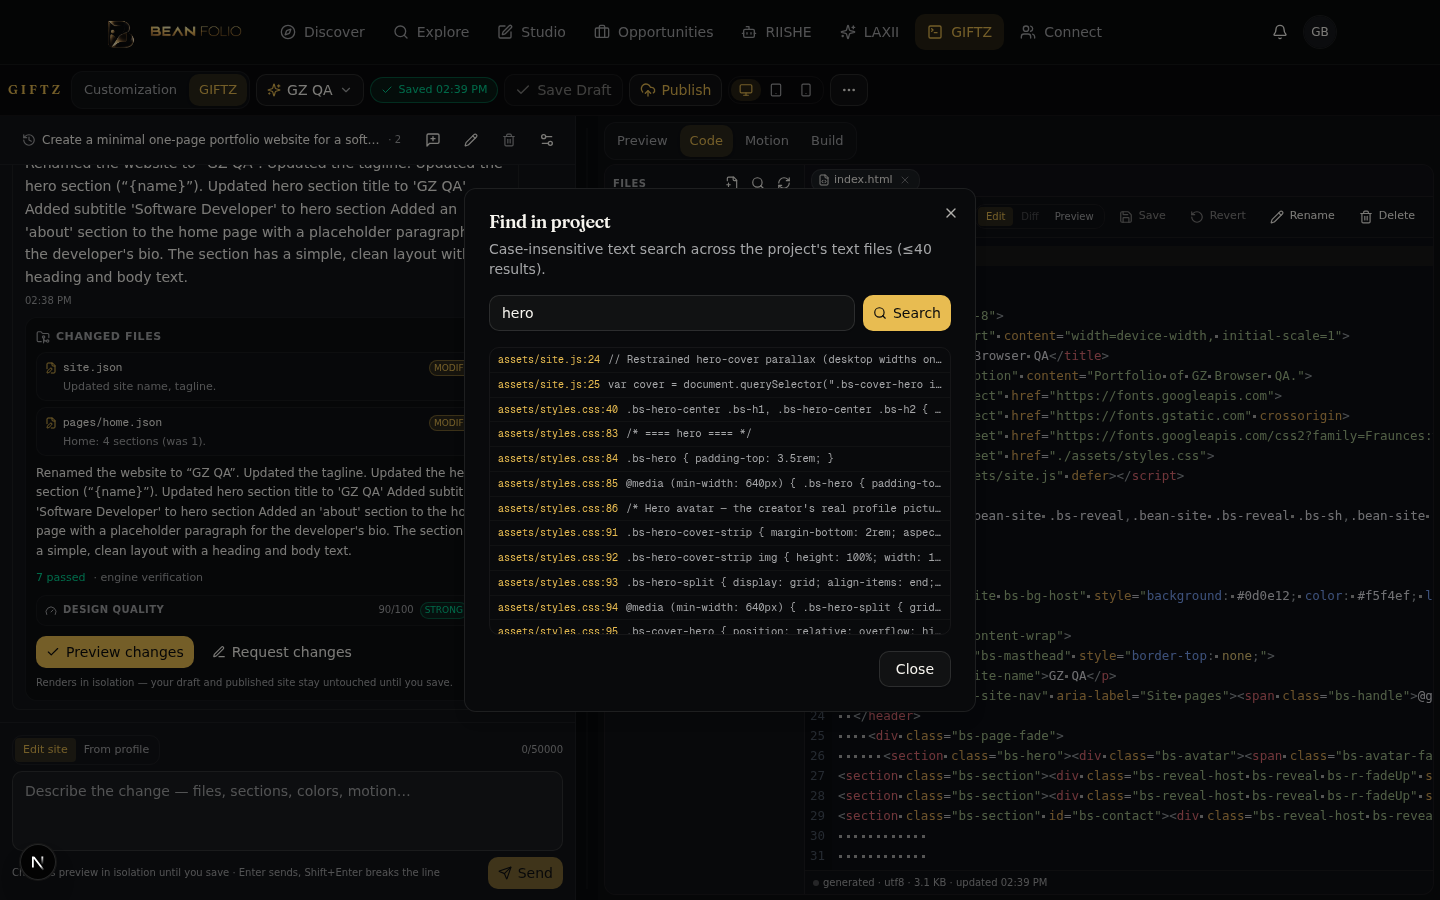 BEAN FOLIO
Discover
Explore
Studio
Opportunities
RIISHE
LAXII
GIFTZ
Connect
GB
GIFTZ
Customization
GIFTZ
GZ QA
Saved 02:39 PM
Save Draft
Publish
Create a minimal one-page portfolio website for a soft… · 2
hero section (“{name}”). Updated hero section title to 'GZ QA'
Added subtitle 'Software Developer' to hero section Added an
'about' section to the home page with a placeholder paragraph
the developer's bio. The section has a simple, clean layout with
heading and body text.
02:38 PM
CHANGED FILES
site.json
Updated site name, tagline.
pages/home.json
Home: 4 sections (was 1).
Renamed the website to “GZ QA”. Updated the tagline. Updated the he
section (“{name}”). Updated hero section title to 'GZ QA' Added subtit
'Software Developer' to hero section Added an 'about' section to the ho
page with a placeholder paragraph for the developer's bio. The section
a simple, clean layout with a heading and body text.
7 passed · engine verification
DESIGN QUALITY
90/100
STRONG
Preview changes
Request changes
Renders in isolation — your draft and published site stay untouched until you save.
Edit site
From profile
0/50000
Describe the change — files, sections, colors, motion…
N
preview in isolation until you save · Enter sends, Shift+Enter breaks the line
Send
Find in project
Case-insensitive text search across the project's text files (≤40
results).
hero
Search
assets/site.js:24 // Restrained hero-cover parallax (desktop widths on…
assets/site.js:25 var cover = document.querySelector(".bs-cover-hero i…
assets/styles.css:40 .bs-hero-center .bs-h1, .bs-hero-center .bs-h2 { …
assets/styles.css:83 /* ==== hero ==== */
assets/styles.css:84 .bs-hero { padding-top: 3.5rem; }
assets/styles.css:85 @media (min-width: 640px) { .bs-hero { padding-to…
assets/styles.css:86 /* Hero avatar — the creator's real profile pictu…
assets/styles.css:91 .bs-hero-cover-strip { margin-bottom: 2rem; aspec…
assets/styles.css:92 .bs-hero-cover-strip img { height: 100%; width: 1…
assets/styles.css:93 .bs-hero-split { display: grid; align-items: end;…
assets/styles.css:94 @media (min-width: 640px) { .bs-hero-split { grid…
assets/styles.css:95 .bs-cover-hero { position: relative; overflow: hi…
Close
Preview
Code
Motion
Build
FILES
index.html
Edit
Diff
Preview
Save
Revert
Rename
Delete
-8">
rt" content="width=device-width, initial-scale=1">
Browser QA</title>
ption" content="Portfolio of GZ Browser QA.">
ect" href="https://fonts.googleapis.com">
ect" href="https://fonts.gstatic.com" crossorigin>
eet" href="https://fonts.googleapis.com/css2?family=Fraunces:
eet" href="./assets/styles.css">
ets/site.js" defer></script>
bean-site .bs-reveal,.bean-site .bs-reveal .bs-sh,.bean-site
ite bs-bg-host" style="background: #0d0e12; color: #f5f4ef; l
ontent-wrap">
"bs-masthead" style="border-top: none;">
ite-name">GZ QA</p>
-site-nav" aria-label="Site pages"><span class="bs-handle">@g
24 </header>
25 <div class="bs-page-fade">
26 <section class="bs-hero"><div class="bs-avatar"><span class="bs-avatar-fa
27 <section class="bs-section"><div class="bs-reveal-host bs-reveal bs-r-fadeUp" s
28 <section class="bs-section"><div class="bs-reveal-host bs-reveal bs-r-fadeUp" s
29 <section class="bs-section" id="bs-contact"><div class="bs-reveal-host bs-revea
30
31
generated · utf8 · 3.1 KB · updated 02:39 PM